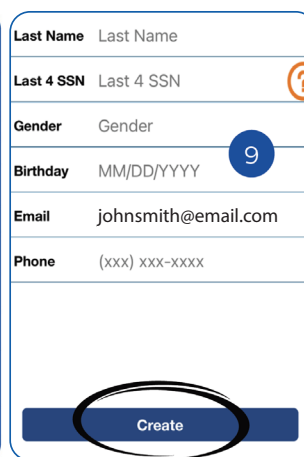 Last Name Last Name
Last 4 SSN Last 4 SSN ?
Gender Gender
9
Birthday MM/DD/YYYY
Email johnsmith@email.com
Phone (xxx) xxx-xxxx
Create